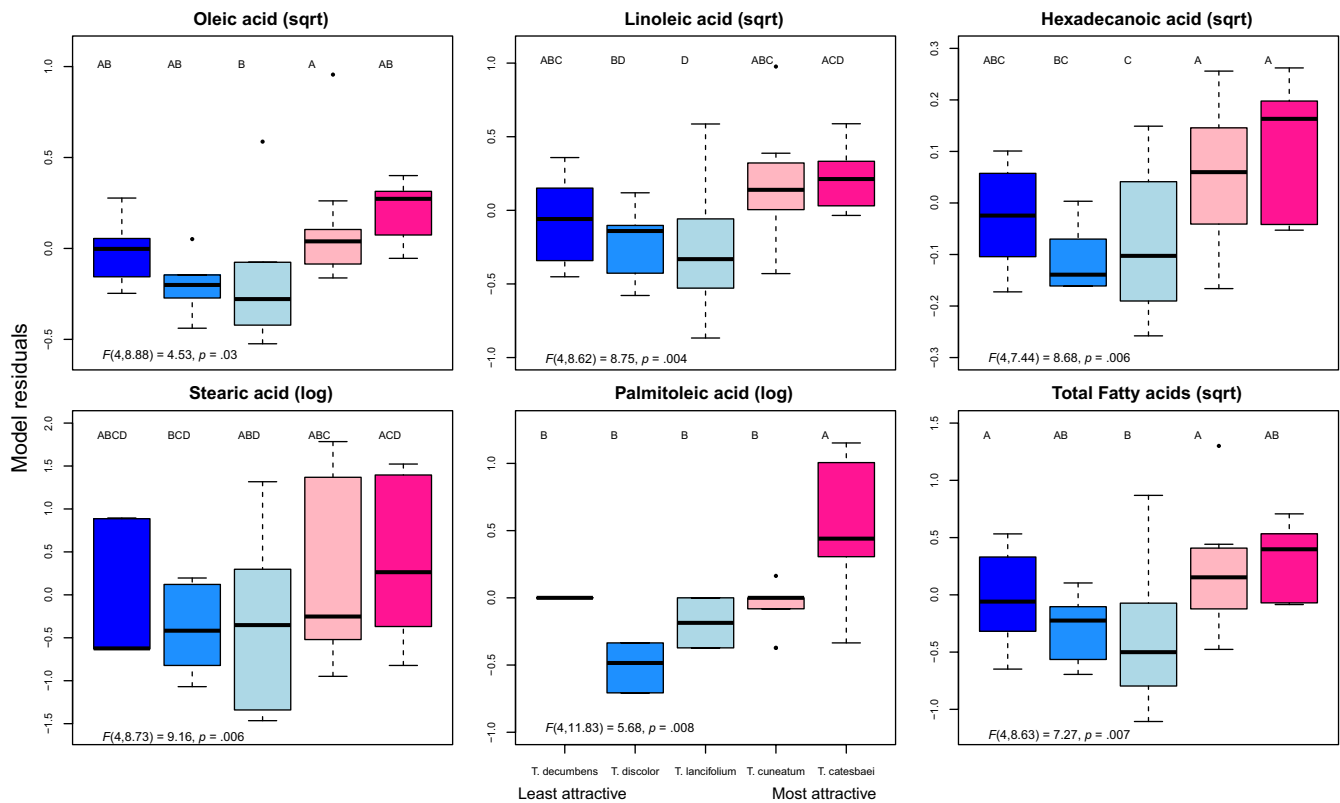 Oleic acid (sqrt)
Linoleic acid (sqrt)
Hexadecanoic acid (sqrt)
1.0
0.5
0.0
−0.5
AB AB B A AB
F(4,8.88) = 4.53, p = .03
1.0
0.5
0.0
−0.5
−1.0
ABC BD D ABC ACD
F(4,8.62) = 8.75, p = .004
0.3
0.2
0.1
0.0
−0.1
−0.2
−0.3
ABC BC C A A
F(4,7.44) = 8.68, p = .006
Model residuals
Stearic acid (log)
Palmitoleic acid (log)
Total Fatty acids (sqrt)
2.0
1.5
1.0
0.5
0.0
−0.5
−1.0
−1.5
ABCD BCD ABD ABC ACD
F(4,8.73) = 9.16, p = .006
1.0
0.5
0.0
−0.5
−1.0
B B B B A
F(4,11.83) = 5.68, p = .008
1.5
1.0
0.5
0.0
−0.5
−1.0
A AB B A AB
F(4,8.63) = 7.27, p = .007
T. decumbens T. discolor T. lancifolium T. cuneatum T. catesbaei
Least attractive Most attractive